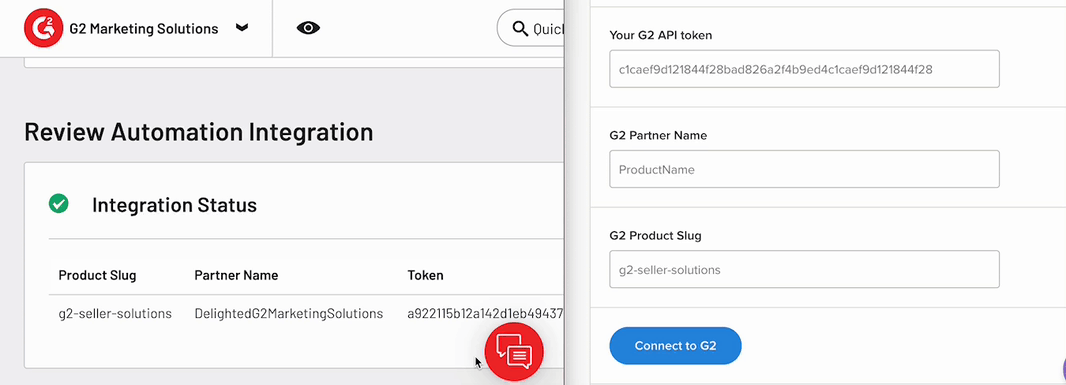 G2 Marketing Solutions
Review Automation Integration
Integration Status
Product Slug Partner Name Token
g2-seller-solutions DelightedG2MarketingSolutions a922115b12a142d1eb49437
Your G2 API token
c1caef9d121844f28bad826a2f4b9ed4c1caef9d121844f28
G2 Partner Name
ProductName
G2 Product Slug
g2-seller-solutions
Connect to G2